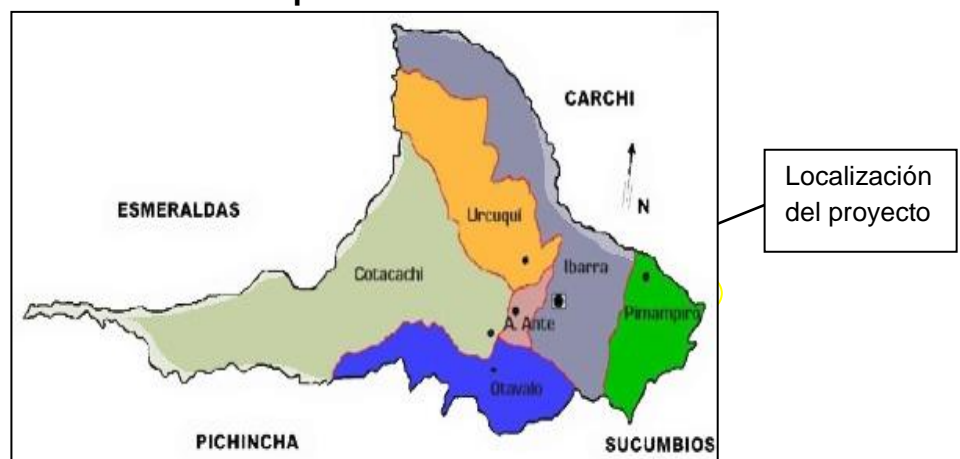 CARCHI
ESMERALDAS
N
Urcuquí
Ibarra
Cotacachi
Pimampiro
A. Ante
Otavalo
PICHINCHA
SUCUMBIOS
Localización
del proyecto